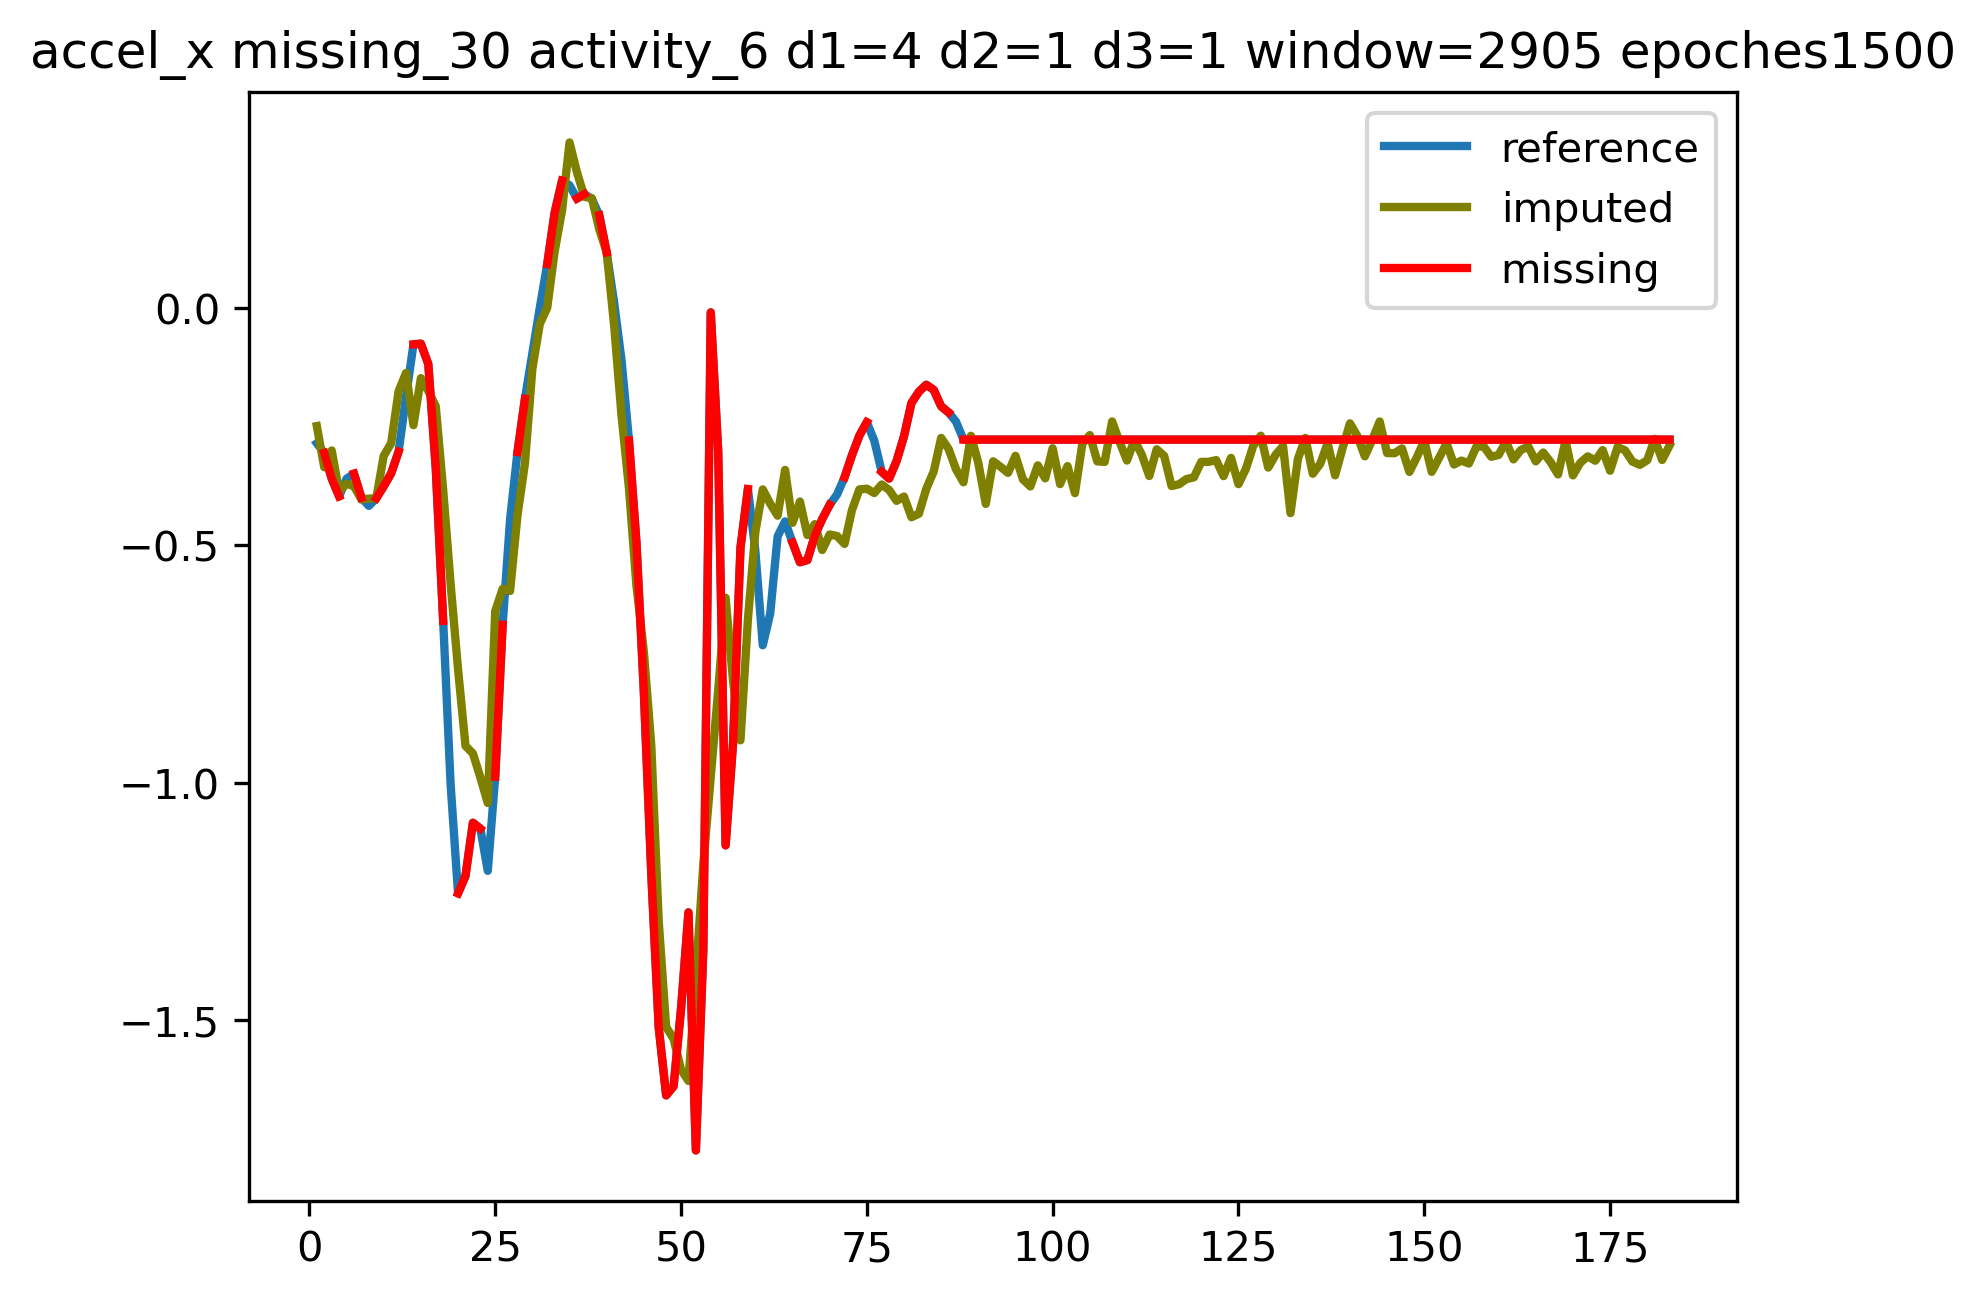 accel_x missing_30 activity_6 d1=4 d2=1 d3=1 window=2905 epoches1500
reference
imputed
missing
0.0
−0.5
−1.0
−1.5
0 25 50 75 100 125 150 175